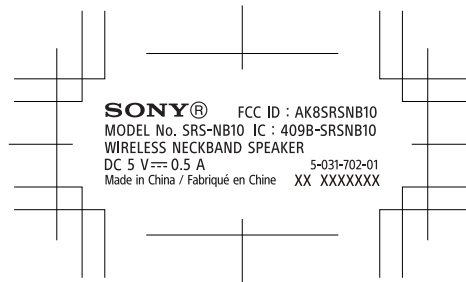 SONY® FCC ID : AK8SRSNB10
MODEL No. SRS-NB10 IC : 409B-SRSNB10
WIRELESS NECKBAND SPEAKER
DC 5 V⎓0.5 A 5-031-702-01
Made in China / Fabriqué en Chine XX XXXXXXX